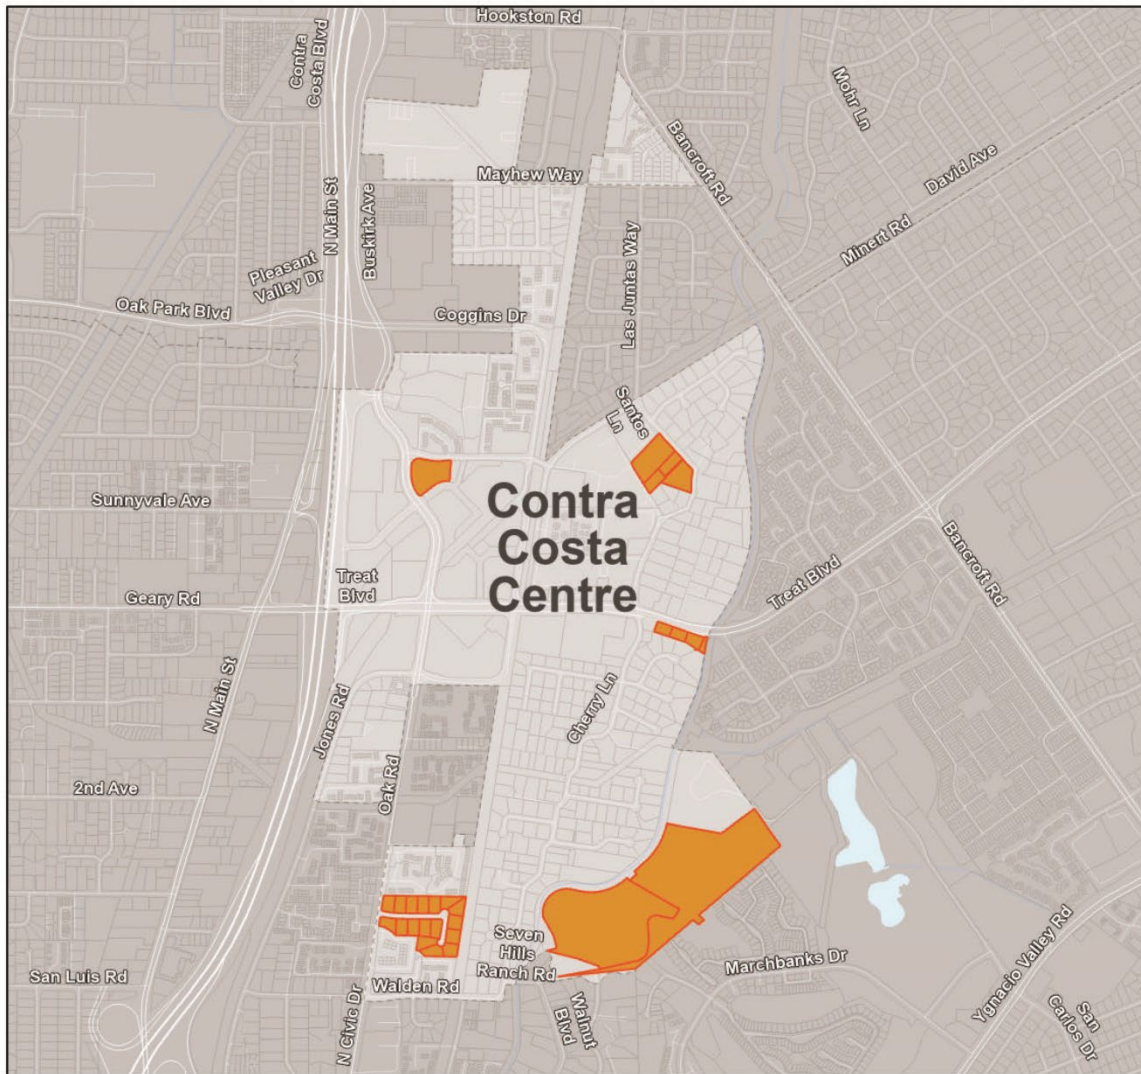 Hookston Rd
Contra
Costa Blvd
Mohr Ln
Bancroft Rd
David Ave
Mayhew Way
N Main St
Buskirk Ave
Minert Rd
Las Juntas Way
Pleasant
Valley Dr
Oak Park Blvd
Coggins Dr
Santos
Ln
Sunnyvale Ave
Contra
Costa
Centre
Bancroft Rd
Treat
Blvd
Treat Blvd
Geary Rd
N Main St
Jones Rd
Cherry Ln
Oak Rd
2nd Ave
Seven
Hills
Ranch Rd
Marchbanks Dr
Ygnacio Valley Rd
San Luis Rd
Walden Rd
N Civic Dr
Walnut
Blvd
San
Carlos Dr